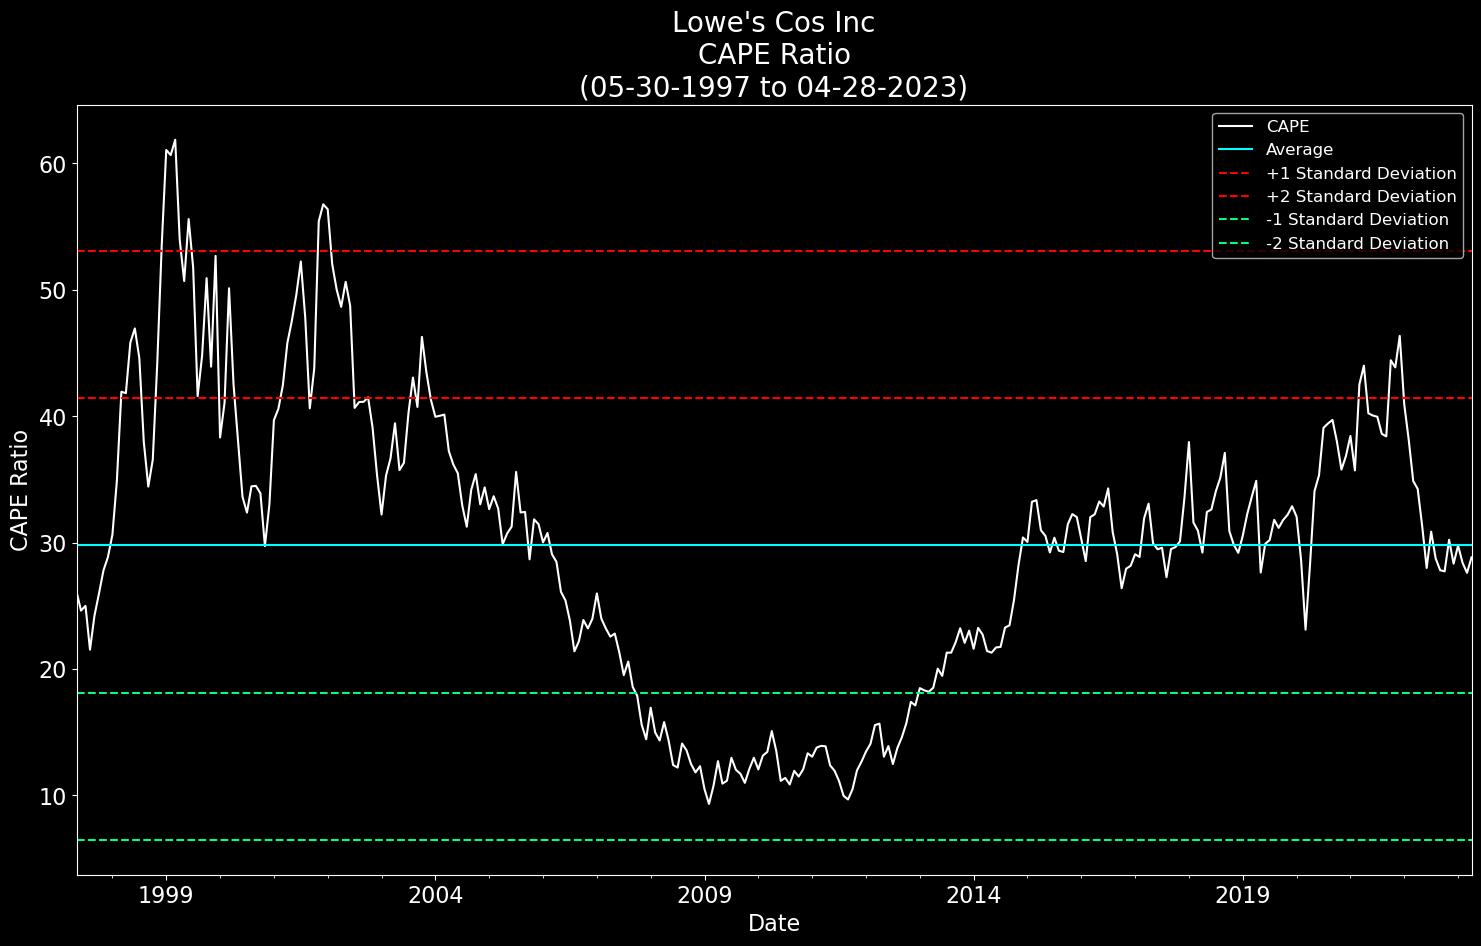 Lowe's Cos Inc
CAPE Ratio
(05-30-1997 to 04-28-2023)
CAPE
Average
+1 Standard Deviation
+2 Standard Deviation
-1 Standard Deviation
-2 Standard Deviation
60
50
40
30
20
10
CAPE Ratio
1999 2004 2009 2014 2019
Date